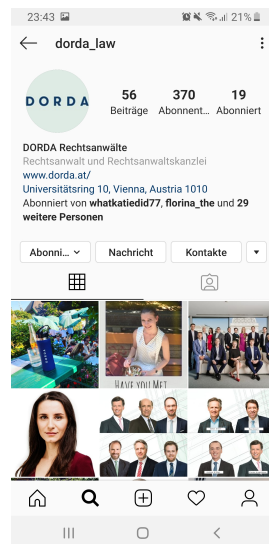 23:43
21%
dorda_law
DORDA
56
370
19
Beiträge
Abonnent...
Abonniert
DORDA Rechtsanwälte
Rechtsanwalt und Rechtsanwaltskanzlei
www.dorda.at/
Universitätsring 10, Vienna, Austria 1010
Abonniert von whatkatiedid77, florina_the und 29
weitere Personen
Abonni...
Nachricht
Kontakte
HAVE YOU MET